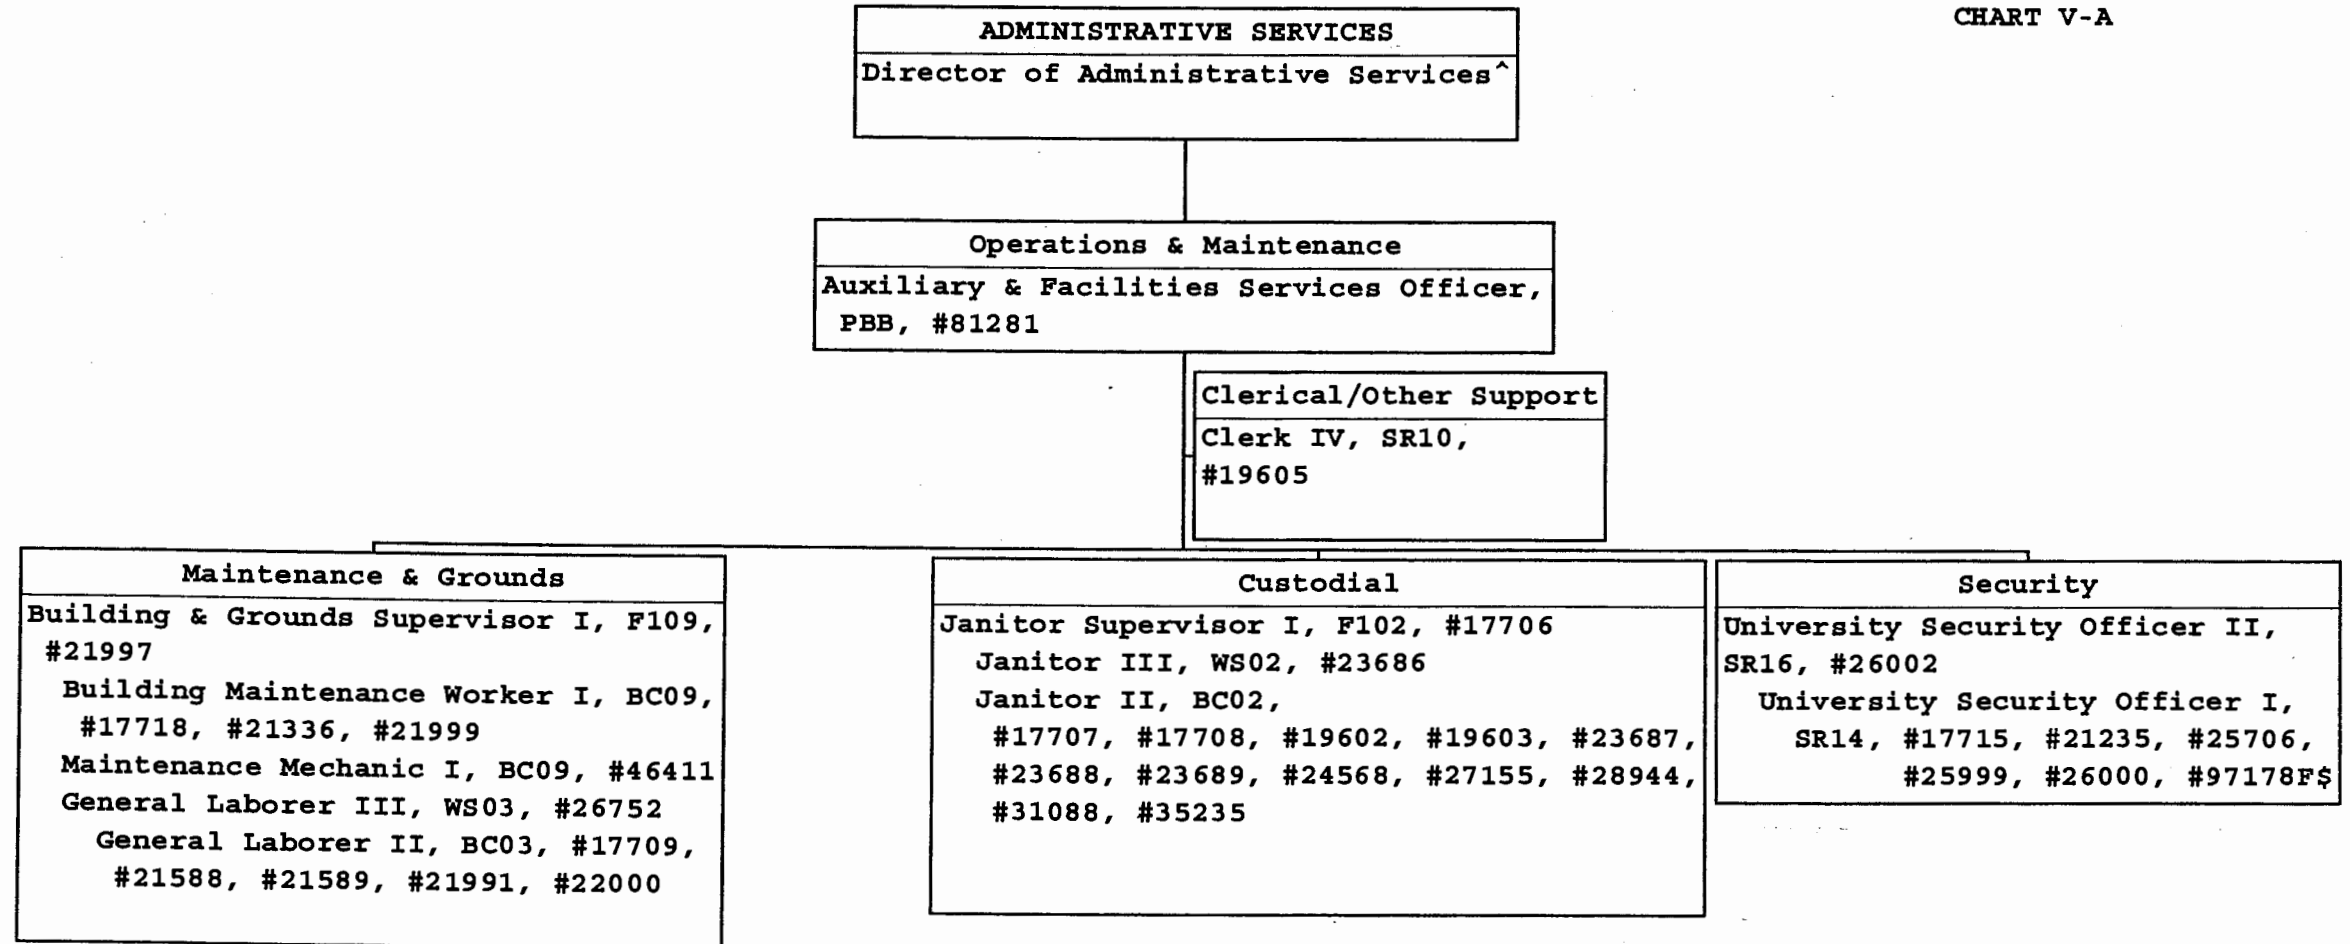 CHART V-A
ADMINISTRATIVE SERVICES
Director of Administrative Services^
Operations & Maintenance
Auxiliary & Facilities Services Officer,
PBB, #81281
Clerical/Other Support
Clerk IV, SR10,
#19605
Maintenance & Grounds
Building & Grounds Supervisor I, F109,
#21997
Building Maintenance Worker I, BC09,
#17718, #21336, #21999
Maintenance Mechanic I, BC09, #46411
General Laborer III, WS03, #26752
General Laborer II, BC03, #17709,
#21588, #21589, #21991, #22000
Custodial
Janitor Supervisor I, F102, #17706
Janitor III, WS02, #23686
Janitor II, BC02,
#17707, #17708, #19602, #19603, #23687,
#23688, #23689, #24568, #27155, #28944,
#31088, #35235
Security
University Security Officer II,
SR16, #26002
University Security Officer I,
SR14, #17715, #21235, #25706,
#25999, #26000, #97178F$